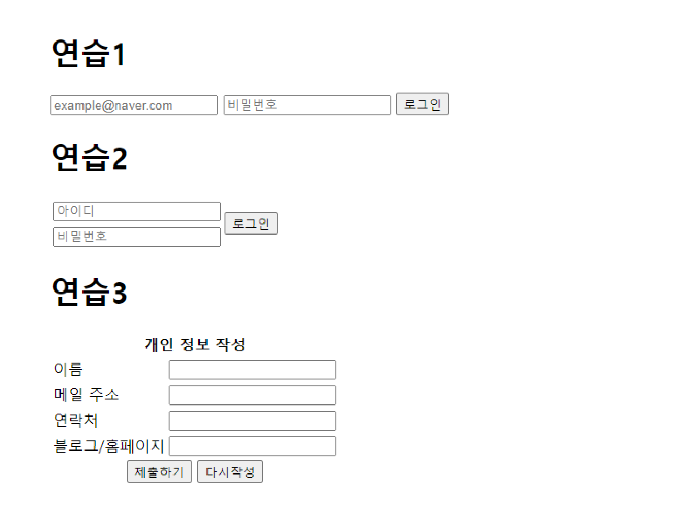 연습1
example@naver.com 비밀번호 로그인
연습2
아이디
로그인
비밀번호
연습3
개인 정보 작성
이름
메일 주소
연락처
블로그/홈페이지
제출하기 다시작성